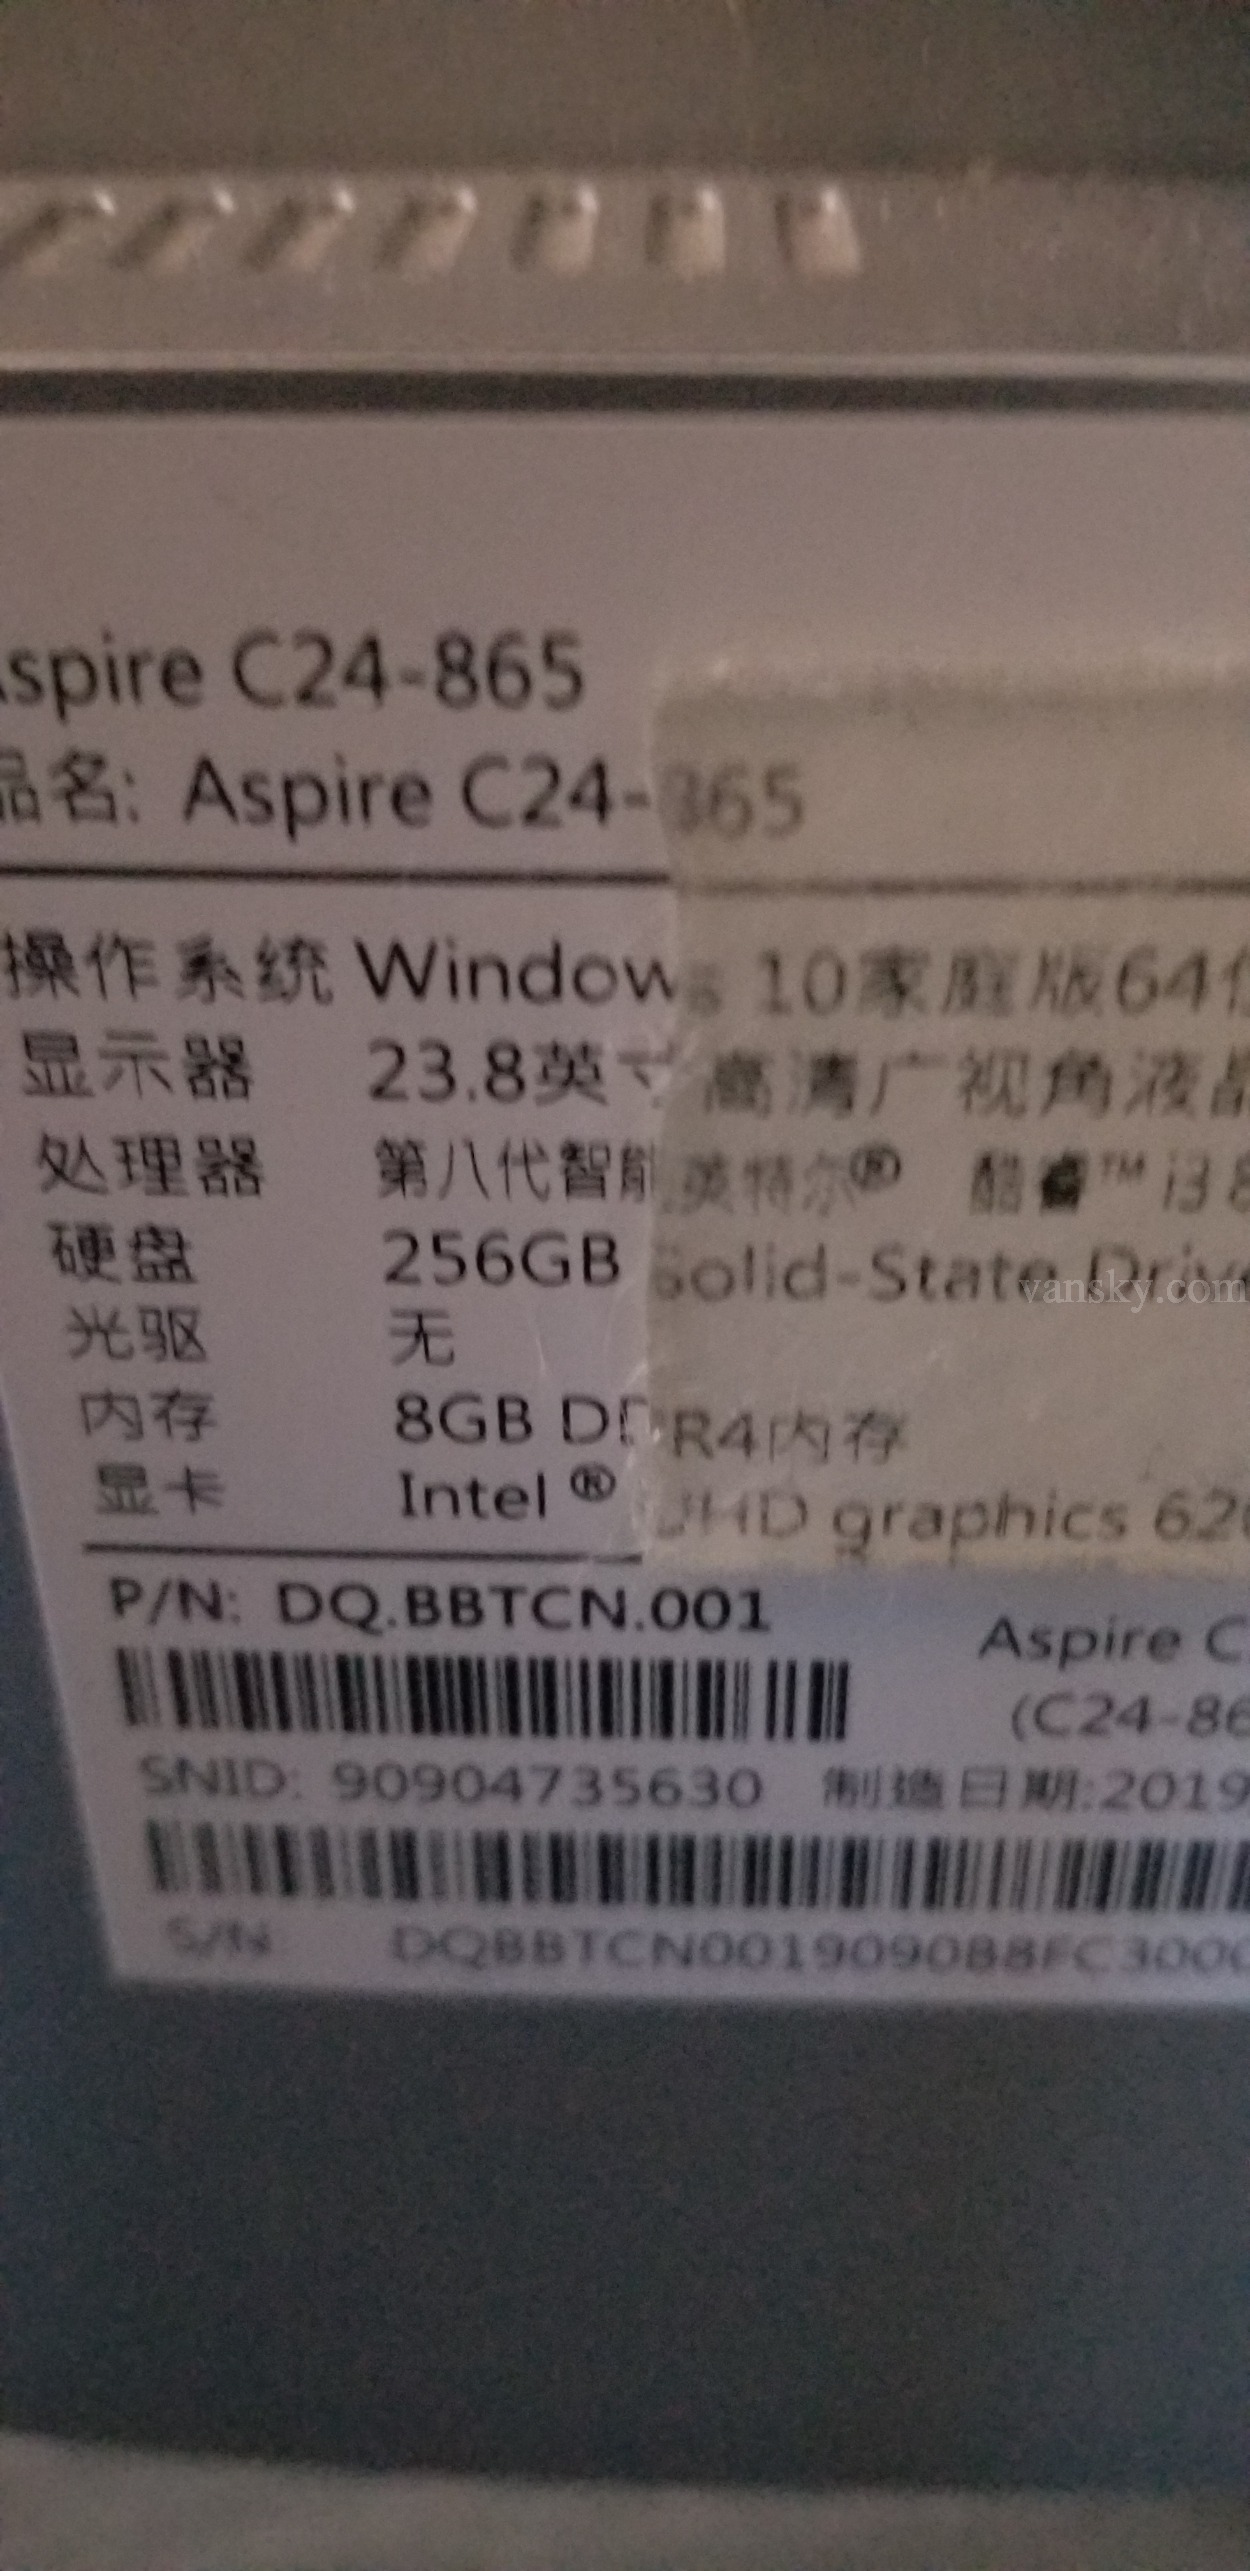 Aspire C24-865
品名: Aspire C24-865
操作系统 Windows 10家庭版64位
显示器 23.8英寸高清广视角液晶
处理器 第八代智能英特尔® 酷睿™ i3 8
硬盘 256GB Solid-State Drive
光驱 无
内存 8GB DDR4内存
显卡 Intel ® UHD graphics 620
P/N: DQ.BBTCN.001
Aspire C
(C24-86
SNID: 90904735630 制造日期:2019
S/N DQBBTCN0019090B8FC3000
vansky.com